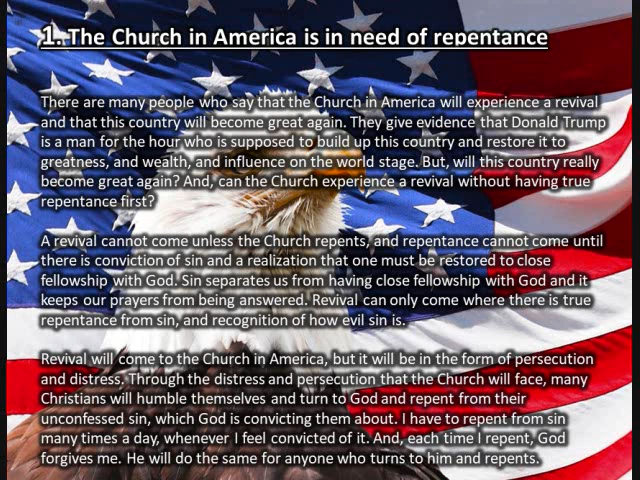 1. The Church in America is in need of repentance
There are many people who say that the Church in America will experience a revival
and that this country will become great again. They give evidence that Donald Trump
is a man for the hour who is supposed to build up this country and restore it to
greatness, and wealth, and influence on the world stage. But, will this country really
become great again? And, can the Church experience a revival without having true
repentance first?
A revival cannot come unless the Church repents, and repentance cannot come until
there is conviction of sin and a realization that one must be restored to close
fellowship with God. Sin separates us from having close fellowship with God and it
keeps our prayers from being answered. Revival can only come where there is true
repentance from sin, and recognition of how evil sin is.
Revival will come to the Church in America, but it will be in the form of persecution
and distress. Through the distress and persecution that the Church will face, many
Christians will humble themselves and turn to God and repent from their
unconfessed sin, which God is convicting them about. I have to repent from sin
many times a day, whenever I feel convicted of it. And, each time I repent, God
forgives me. He will do the same for anyone who turns to him and repents.